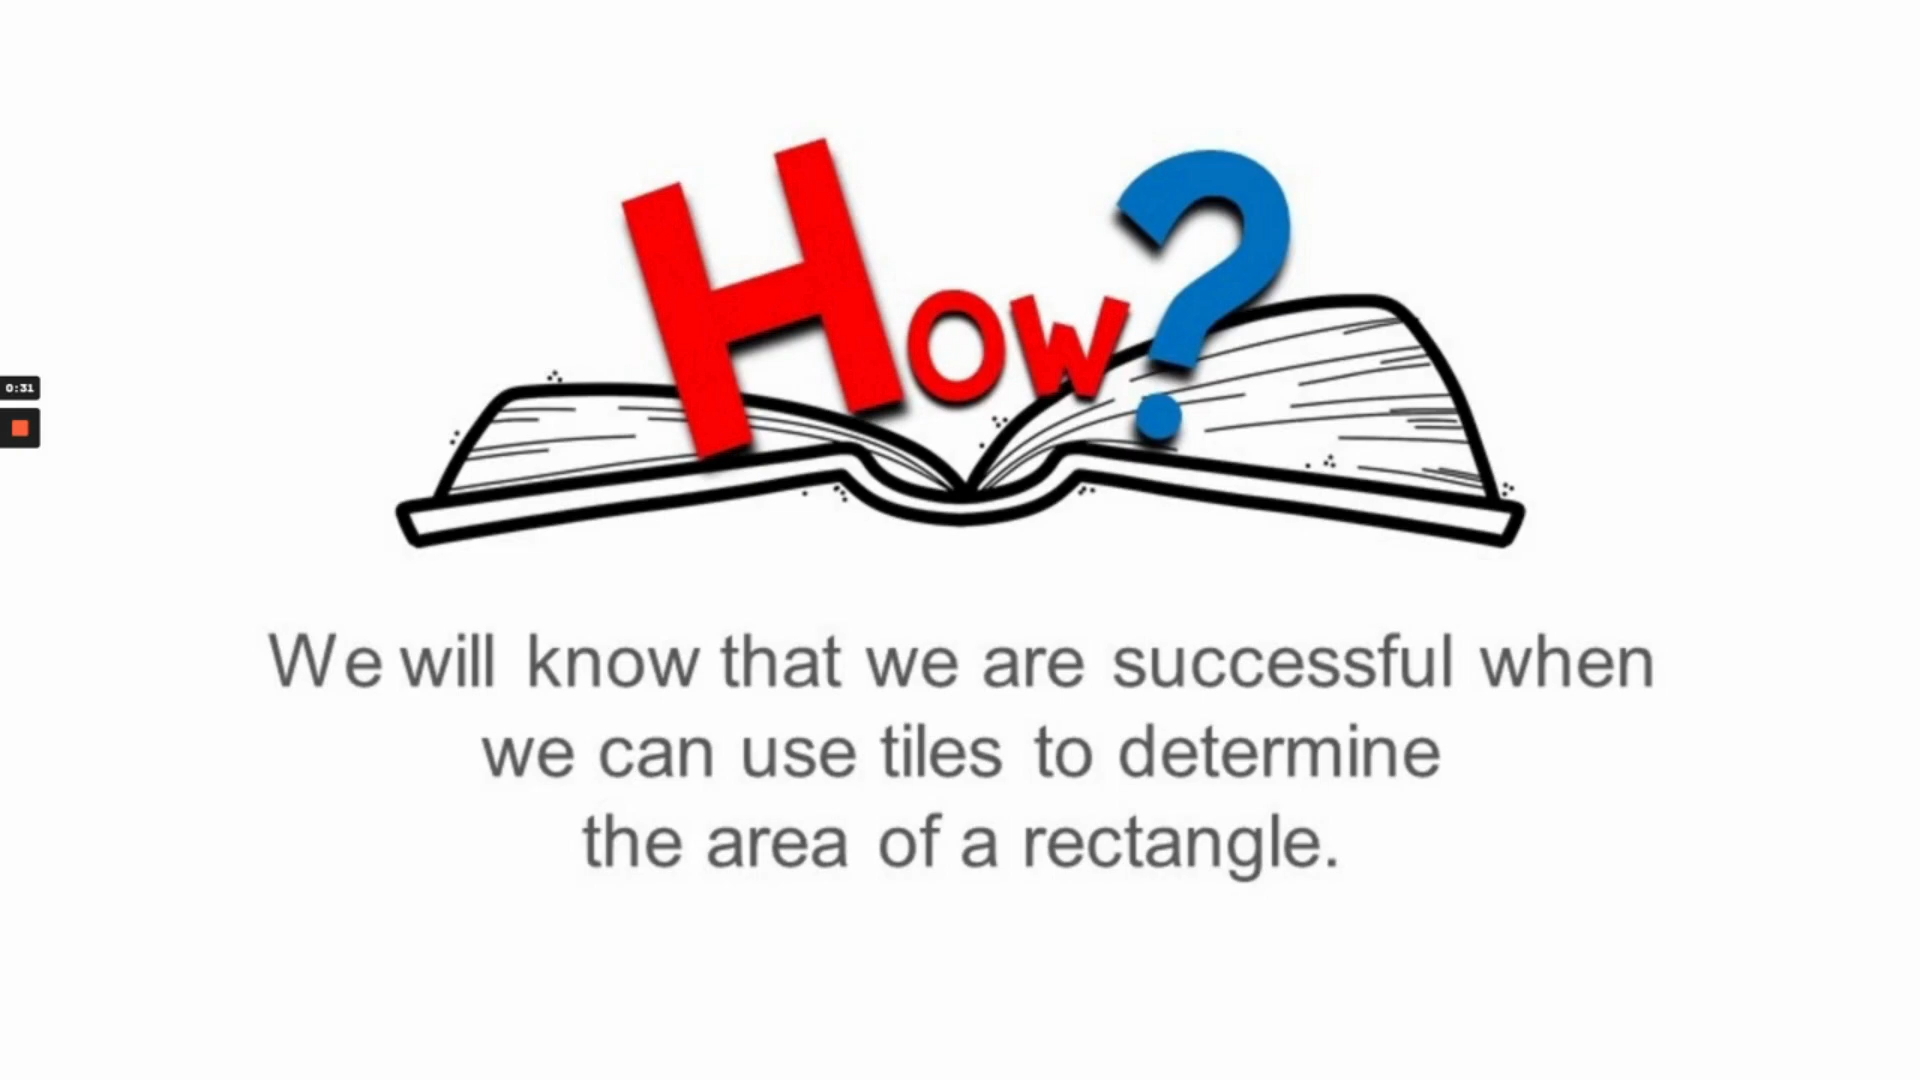 How?
0:31
We will know that we are successful when
we can use tiles to determine
the area of a rectangle.